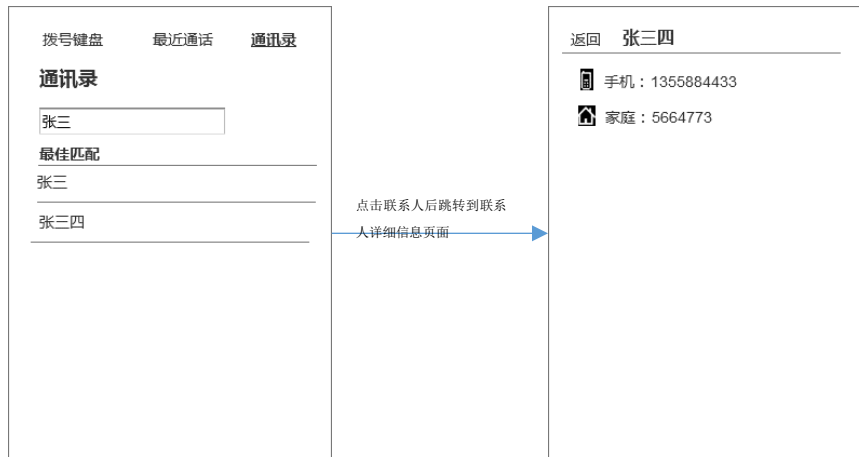 拨号键盘 最近通话 通讯录
通讯录
张三
最佳匹配
张三
张三四
点击联系人后跳转到联系
人详细信息页面
返回 张三四
手机：1355884433
家庭：5664773